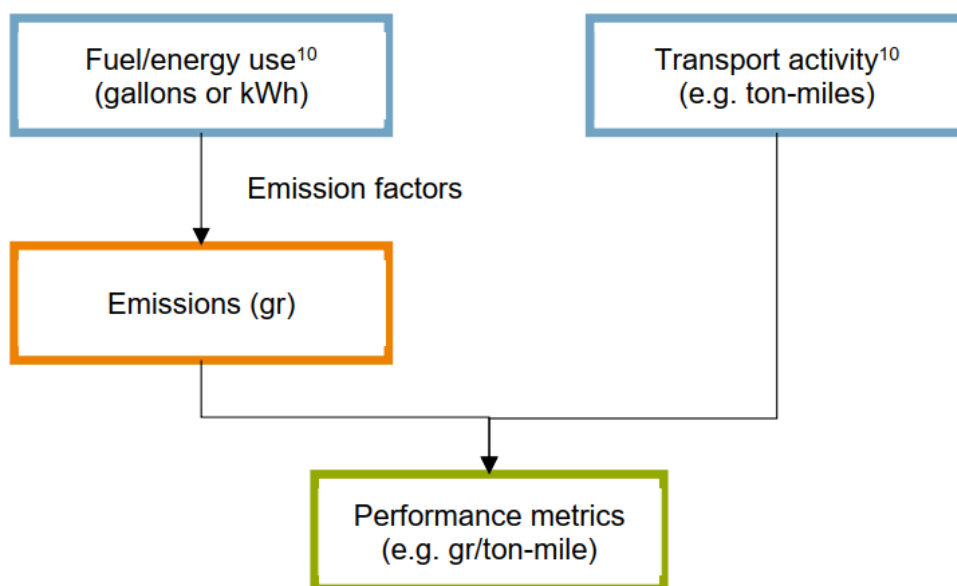 Fuel/energy use¹⁰
(gallons or kWh)
Transport activity¹⁰
(e.g. ton-miles)
Emission factors
Emissions (gr)
Performance metrics
(e.g. gr/ton-mile)